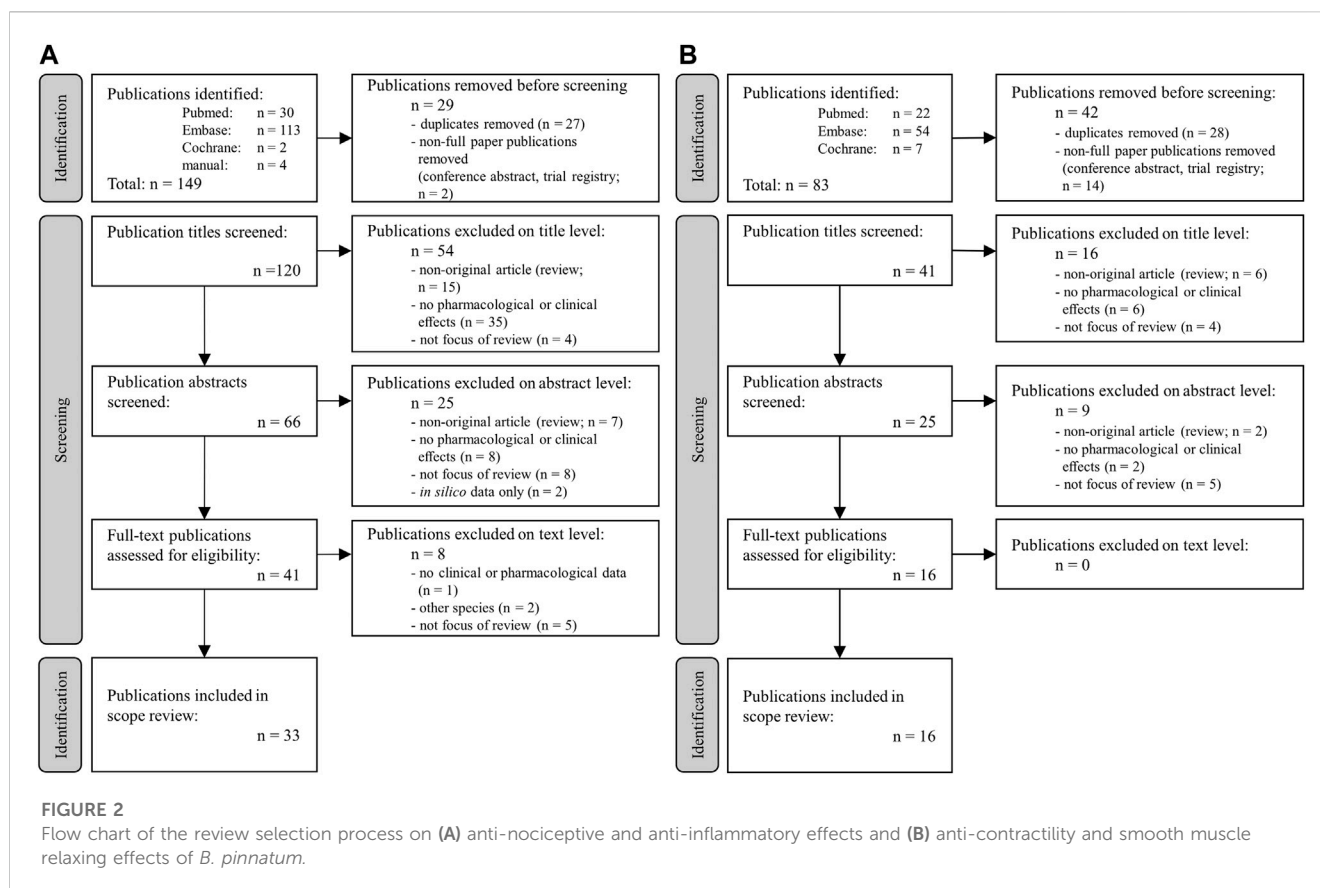 A
Identification
Publications identified:
Pubmed: n = 30
Embase: n = 113
Cochrane: n = 2
manual: n = 4
Total: n = 149
Publications removed before screening
n = 29
- duplicates removed (n = 27)
- non-full paper publications
removed
(conference abstract, trial registry;
n = 2)
Screening
Publication titles screened:
n =120
Publications excluded on title level:
n = 54
- non-original article (review;
n = 15)
- no pharmacological or clinical
effects (n = 35)
- not focus of review (n = 4)
Publication abstracts
screened:
n = 66
Publications excluded on abstract level:
n = 25
- non-original article (review; n = 7)
- no pharmacological or clinical
effects (n = 8)
- not focus of review (n = 8)
- in silico data only (n = 2)
Full-text publications
assessed for eligibility:
n = 41
Publications excluded on text level:
n = 8
- no clinical or pharmacological data
(n = 1)
- other species (n = 2)
- not focus of review (n = 5)
Identification
Publications included in
scope review:
n = 33
B
Identification
Publications identified:
Pubmed: n = 22
Embase: n = 54
Cochrane: n = 7
Total: n = 83
Publications removed before screening:
n = 42
- duplicates removed (n = 28)
- non-full paper publications removed
(conference abstract, trial registry;
n = 14)
Screening
Publication titles screened:
n = 41
Publications excluded on title level:
n = 16
- non-original article (review; n = 6)
- no pharmacological or clinical
effects (n = 6)
- not focus of review (n = 4)
Publication abstracts
screened:
n = 25
Publications excluded on abstract level:
n = 9
- non-original article (review; n = 2)
- no pharmacological or clinical
effects (n = 2)
- not focus of review (n = 5)
Full-text publications
assessed for eligibility:
n = 16
Publications excluded on text level:
n = 0
Identification
Publications included in
scope review:
n = 16
FIGURE 2
Flow chart of the review selection process on (A) anti-nociceptive and anti-inflammatory effects and (B) anti-contractility and smooth muscle
relaxing effects of B. pinnatum.